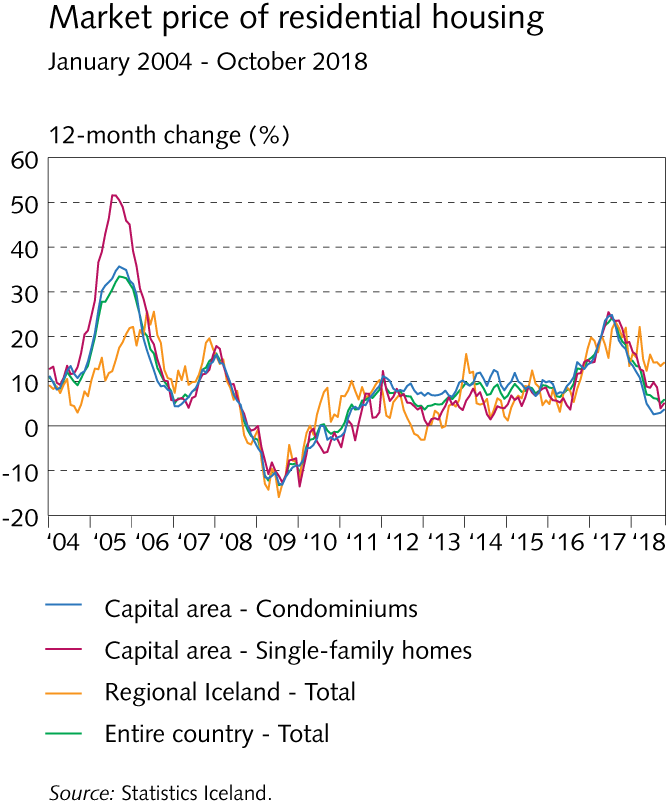 Market price of residential housing
January 2004 - October 2018
12-month change (%)
60
50
40
30
20
10
0
-10
-20
‘04 ‘05 ‘06 ‘07 ‘08 ‘09 ‘10 ‘11 ‘12 ‘13 ‘14 ‘15 ‘16 ‘17 ‘18
Capital area - Condominiums
Capital area - Single-family homes
Regional Iceland - Total
Entire country - Total
Source: Statistics Iceland.